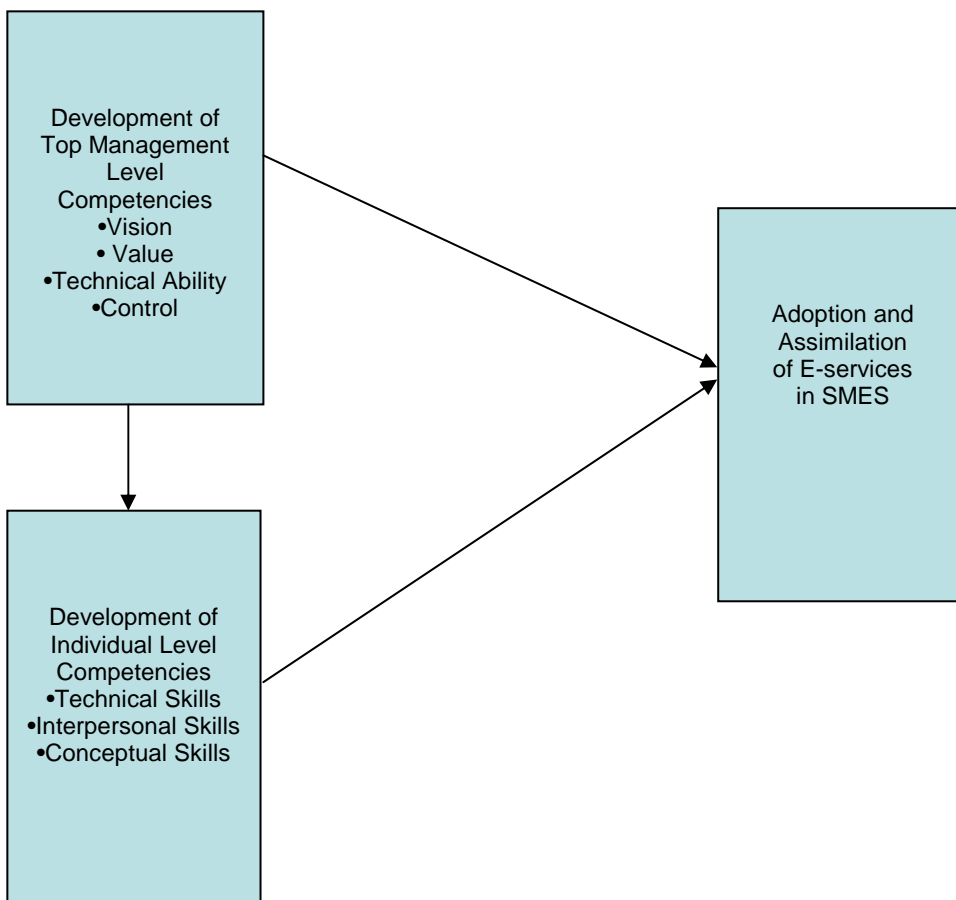 Development of
Top Management
Level
Competencies
•Vision
• Value
•Technical Ability
•Control
Adoption and
Assimilation
of E-services
in SMES
Development of
Individual Level
Competencies
•Technical Skills
•Interpersonal Skills
•Conceptual Skills